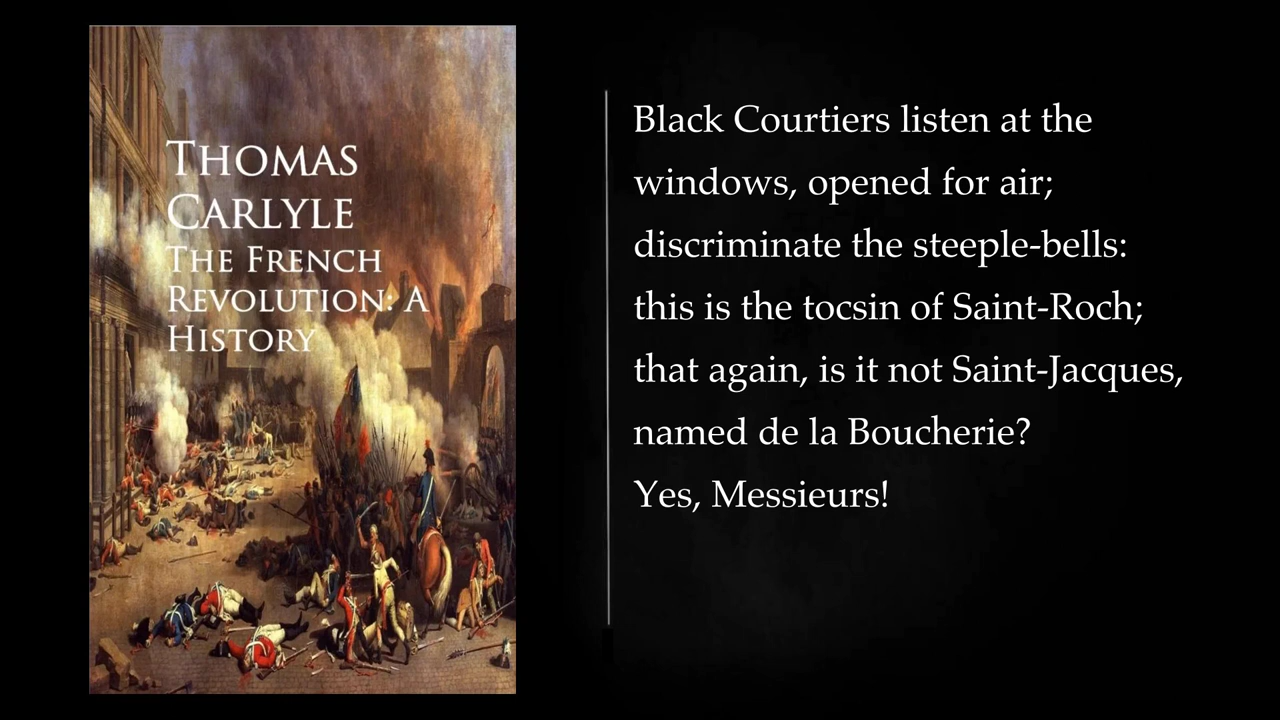 THOMAS
CARLYLE
THE FRENCH
REVOLUTION: A
HISTORY
Black Courtiers listen at the
windows, opened for air;
discriminate the steeple-bells:
this is the tocsin of Saint-Roch;
that again, is it not Saint-Jacques,
named de la Boucherie?
Yes, Messieurs!